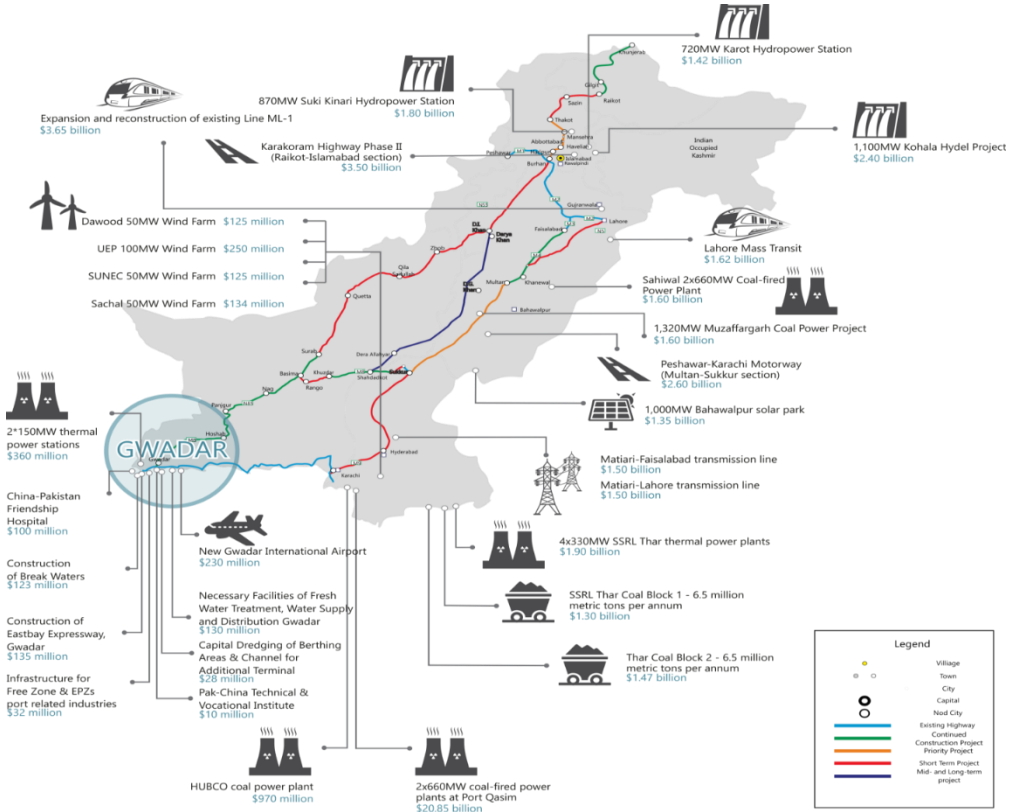 720MW Karot Hydropower Station
$1.42 billion
870MW Suki Kinari Hydropower Station
$1.80 billion
Expansion and reconstruction of existing Line ML-1
$3.65 billion
Karakoram Highway Phase II
(Raikot-Islamabad section)
$3.50 billion
1,100MW Kohala Hydel Project
$2.40 billion
Indian
Occupied
Kashmir
Khunjerab
Gilgit
Raikot
Sazin
Thakot
Mansehra
Abbottabad
Havelian
Peshawar
Burhan
Islamabad
Rawalpindi
Gujranwala
Lahore
Faisalabad
D.I.
Khan
Darya
Khan
Zhob
Qila
Saifullah
Quetta
Multan
Khanewal
D.G.
Khan
Bahawalpur
Dera Allahyar
Surab
Basima
Khuzdar
Shahdadkot
Sukkur
Rango
Nag
Panjgur
Hoshab
Gwadar
Hyderabad
Karachi
Dawood 50MW Wind Farm $125 million
UEP 100MW Wind Farm $250 million
SUNEC 50MW Wind Farm $125 million
Sachal 50MW Wind Farm $134 million
Lahore Mass Transit
$1.62 billion
Sahiwal 2x660MW Coal-fired
Power Plant
$1.60 billion
1,320MW Muzaffargarh Coal Power Project
$1.60 billion
Peshawar-Karachi Motorway
(Multan-Sukkur section)
$2.60 billion
1,000MW Bahawalpur solar park
$1.35 billion
Matiari-Faisalabad transmission line
$1.50 billion
Matiari-Lahore transmission line
$1.50 billion
GWADAR
2*150MW thermal
power stations
$360 million
China-Pakistan
Friendship
Hospital
$100 million
Construction
of Break Waters
$123 million
Construction of
Eastbay Expressway,
Gwadar
$135 million
Infrastructure for
Free Zone & EPZs
port related industries
$32 million
New Gwadar International Airport
$230 million
Necessary Facilities of Fresh
Water Treatment, Water Supply
and Distribution Gwadar
$130 million
Capital Dredging of Berthing
Areas & Channel for
Additional Terminal
$28 million
Pak-China Technical &
Vocational Institute
$10 million
4x330MW SSRL Thar thermal power plants
$1.90 billion
SSRL Thar Coal Block 1 - 6.5 million
metric tons per annum
$1.30 billion
Thar Coal Block 2 - 6.5 million
metric tons per annum
$1.47 billion
HUBCO coal power plant
$970 million
2x660MW coal-fired power
plants at Port Qasim
$20.85 billion
Legend
Villiage
Town
City
Capital
Nod City
Existing Highway
Continued
Construction Project
Priority Project
Short Term Project
Mid- and Long-term
project